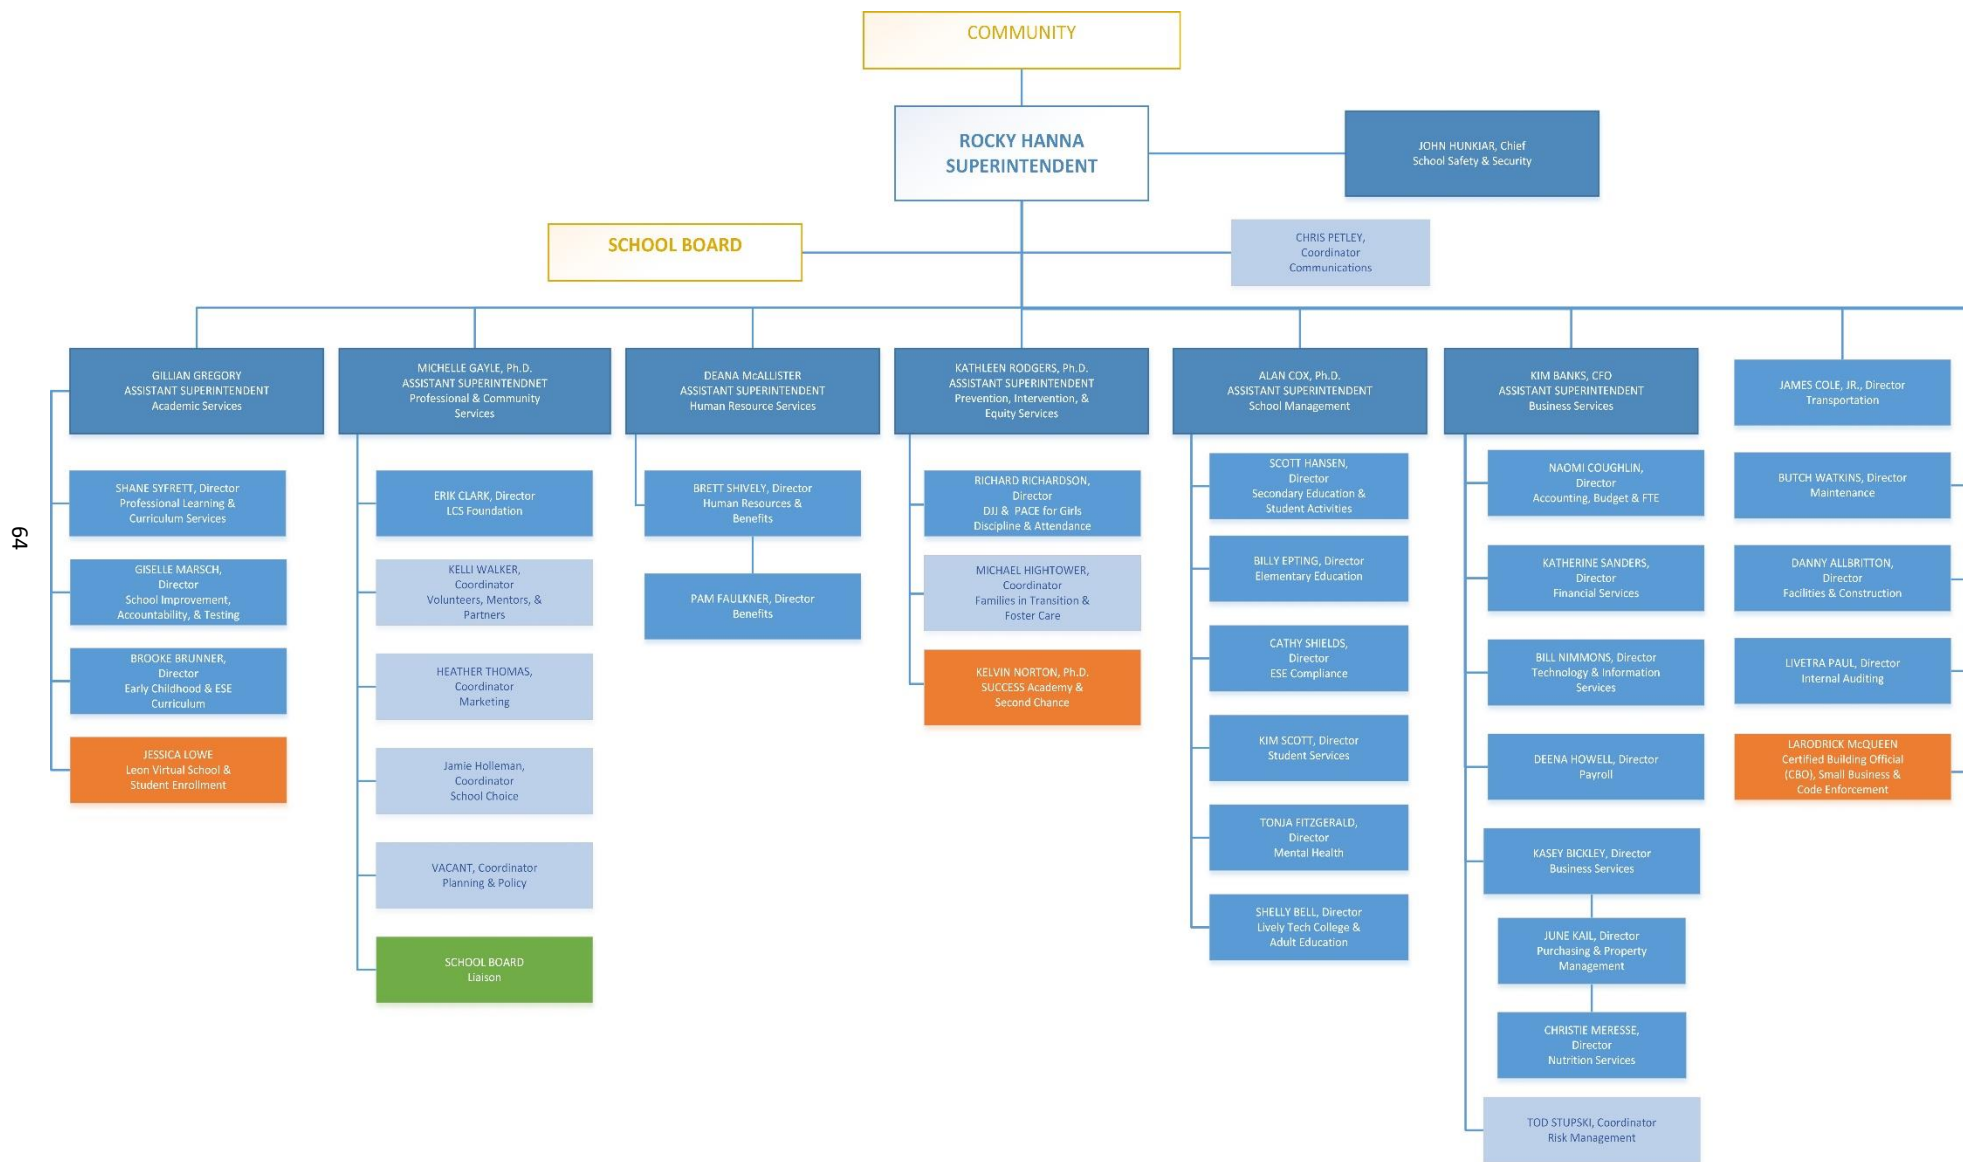 COMMUNITY
ROCKY HANNA
SUPERINTENDENT
JOHN HUNKIAR, Chief
School Safety & Security
SCHOOL BOARD
CHRIS PETLEY,
Coordinator
Communications
GILLIAN GREGORY
ASSISTANT SUPERINTENDENT
Academic Services
SHANE SYFRETT, Director
Professional Learning &
Curriculum Services
GISELLE MARSCH,
Director
School Improvement,
Accountability, & Testing
BROOKE BRUNNER,
Director
Early Childhood & ESE
Curriculum
JESSICA LOWE
Leon Virtual School &
Student Enrollment
MICHELLE GAYLE, Ph.D.
ASSISTANT SUPERINTENDNET
Professional & Community
Services
ERIK CLARK, Director
LCS Foundation
KELLI WALKER,
Coordinator
Volunteers, Mentors, &
Partners
HEATHER THOMAS,
Coordinator
Marketing
Jamie Holleman,
Coordinator
School Choice
VACANT, Coordinator
Planning & Policy
SCHOOL BOARD
Liaison
DEANA McALLISTER
ASSISTANT SUPERINTENDENT
Human Resource Services
BRETT SHIVELY, Director
Human Resources &
Benefits
PAM FAULKNER, Director
Benefits
KATHLEEN RODGERS, Ph.D.
ASSISTANT SUPERINTENDENT
Prevention, Intervention, &
Equity Services
RICHARD RICHARDSON,
Director
DJJ & PACE for Girls
Discipline & Attendance
MICHAEL HIGHTOWER,
Coordinator
Families in Transition &
Foster Care
KELVIN NORTON, Ph.D.
SUCCESS Academy &
Second Chance
ALAN COX, Ph.D.
ASSISTANT SUPERINTENDENT
School Management
SCOTT HANSEN,
Director
Secondary Education &
Student Activities
BILLY EPTING, Director
Elementary Education
CATHY SHIELDS,
Director
ESE Compliance
KIM SCOTT, Director
Student Services
TONJA FITZGERALD,
Director
Mental Health
SHELLY BELL, Director
Lively Tech College &
Adult Education
KIM BANKS, CFO
ASSISTANT SUPERINTENDENT
Business Services
NAOMI COUGHLIN,
Director
Accounting, Budget & FTE
KATHERINE SANDERS,
Director
Financial Services
BILL NIMMONS, Director
Technology & Information
Services
DEENA HOWELL, Director
Payroll
KASEY BICKLEY, Director
Business Services
JUNE KAIL, Director
Purchasing & Property
Management
CHRISTIE MERESSE,
Director
Nutrition Services
TOD STUPSKI, Coordinator
Risk Management
JAMES COLE, JR., Director
Transportation
BUTCH WATKINS, Director
Maintenance
DANNY ALLBRITTON,
Director
Facilities & Construction
LIVETRA PAUL, Director
Internal Auditing
LARODRICK McQUEEN
Certified Building Official
(CBO), Small Business &
Code Enforcement
64